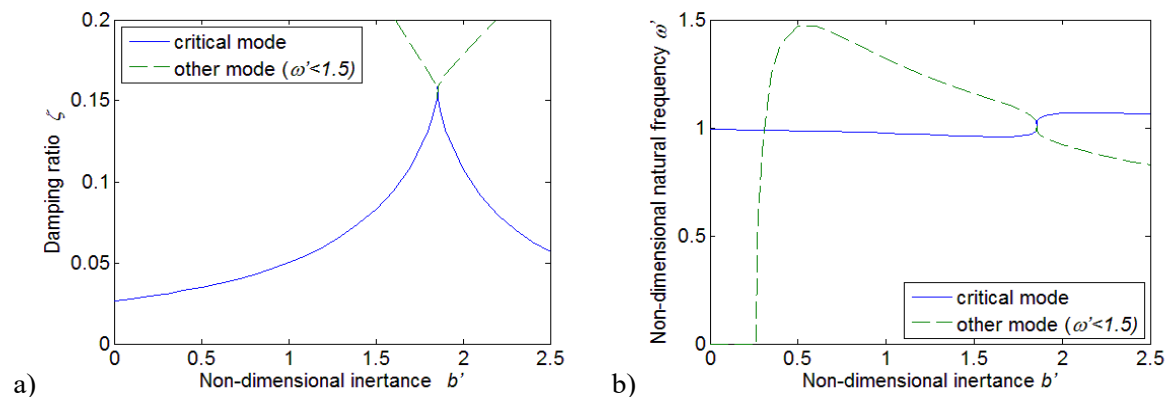 0.2
0.15
0.1
0.05
0
Damping ratio ζ
critical mode
other mode (ω'<1.5)
0 0.5 1 1.5 2 2.5
Non-dimensional inertance b'
a)
1.5
1
0.5
0
Non-dimensional natural frequency ω'
critical mode
other mode (ω'<1.5)
0 0.5 1 1.5 2 2.5
Non-dimensional inertance b'
b)